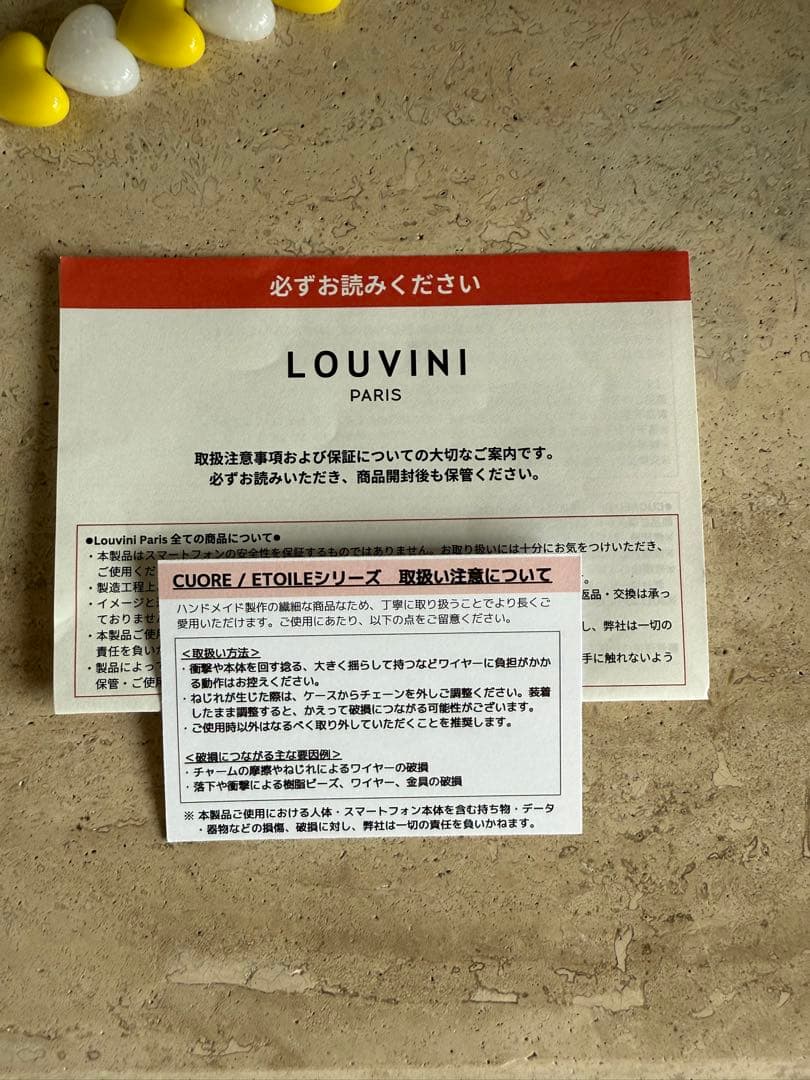 必ずお読みください
LOUVINI
PARIS
取扱注意事項および保証についての大切なご案内です。
必ずお読みいただき、商品開封後も保管ください。
●Louvini Paris 全ての商品について●
・本製品はスマートフォンの安全性を保証するものではありません。お取り扱いには十分にお気をつけいただき、
ご使用くだ
・製造工程上
・イメージと 返品・交換は承っ
ておりません
・本製品ご使用 し、弊社は一切の
責任を負い
・製品によって 手に触れないよう
保管・ご使用
CUORE / ETOILEシリーズ 取扱い注意について
ハンドメイド製作の繊細な商品なため、丁寧に取り扱うことでより長くご
愛用いただけます。ご使用にあたり、以下の点をご留意ください。
＜取扱い方法＞
・衝撃や本体を回す捻る、大きく揺らして持つなどワイヤーに負担がかか
る動作はお控えください。
・ねじれが生じた際は、ケースからチェーンを外しご調整ください。装着
したまま調整すると、かえって破損につながる可能性がございます。
・ご使用時以外はなるべく取り外していただくことを推奨します。
＜破損につながる主な要因例＞
・チャームの摩擦やねじれによるワイヤーの破損
・落下や衝撃による樹脂ビーズ、ワイヤー、金具の破損
※ 本製品ご使用における人体・スマートフォン本体を含む持ち物・データ
・器物などの損傷、破損に対し、弊社は一切の責任を負いかねます。